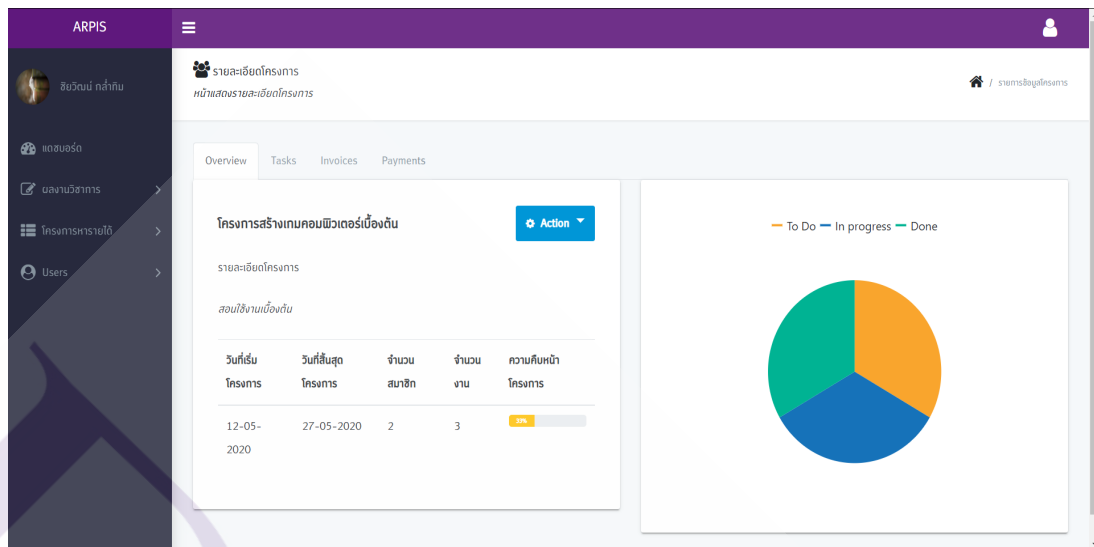 ARPIS
ชัยวัฒน์ กล่ำทิม
แดชบอร์ด
ผลงานวิชาการ
โครงการหารายได้
Users
รายละเอียดโครงการ
หน้าแสดงรายละเอียดโครงการ
/ รายการข้อมูลโครงการ
Overview Tasks Invoices Payments
โครงการสร้างเกมคอมพิวเตอร์เบื้องต้น
Action
รายละเอียดโครงการ
สอนใช้งานเบื้องต้น
วันที่เริ่ม วันที่สิ้นสุด จำนวน จำนวน ความคืบหน้า
โครงการ โครงการ สมาชิก งาน โครงการ
12-05- 27-05-2020 2 3
2020
To Do In progress Done